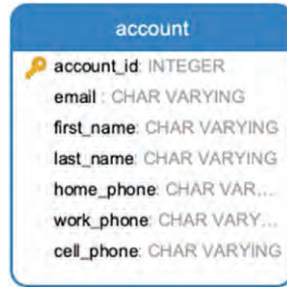 account
account_id: INTEGER
email : CHAR VARYING
first_name: CHAR VARYING
last_name: CHAR VARYING
home_phone: CHAR VAR...
work_phone: CHAR VARY...
cell_phone: CHAR VARYING